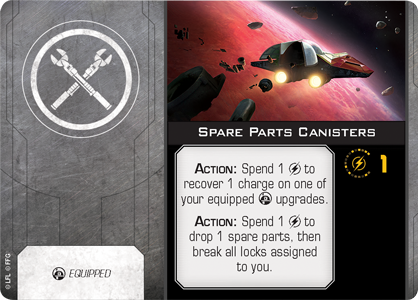 SPARE PARTS CANISTERS
1
ACTION: Spend 1 to
recover 1 charge on one of
your equipped upgrades.
ACTION: Spend 1 to
drop 1 spare parts, then
break all locks assigned
to you.
EQUIPPED
© LFL © FFG